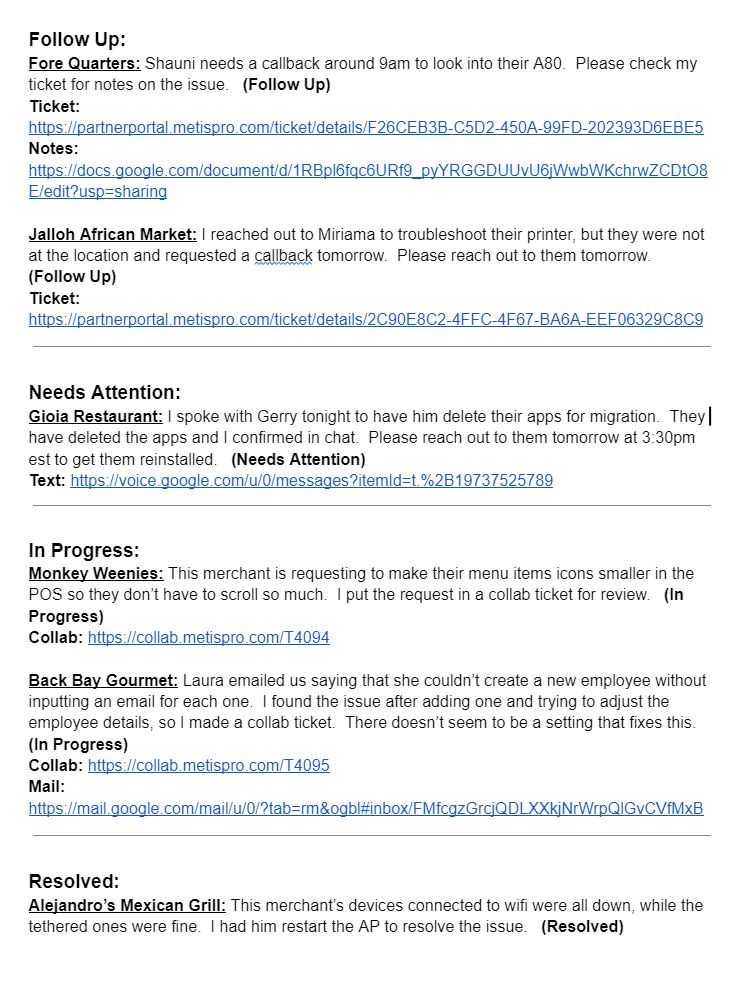 Follow Up:
Fore Quarters: Shauni needs a callback around 9am to look into their A80.  Please check my
ticket for notes on the issue.   (Follow Up)
Ticket:
https://partnerportal.metispro.com/ticket/details/F26CEB3B-C5D2-450A-99FD-202393D6EBE5
Notes:
https://docs.google.com/document/d/1RBpl6fqc6URf9_pyYRGGDUUvU6jWwbWKchrwZCDtO8
E/edit?usp=sharing
Jalloh African Market: I reached out to Miriama to troubleshoot their printer, but they were not
at the location and requested a callback tomorrow.  Please reach out to them tomorrow.
(Follow Up)
Ticket:
https://partnerportal.metispro.com/ticket/details/2C90E8C2-4FFC-4F67-BA6A-EEF06329C8C9
Needs Attention:
Gioia Restaurant: I spoke with Gerry tonight to have him delete their apps for migration.  They
have deleted the apps and I confirmed in chat.  Please reach out to them tomorrow at 3:30pm
est to get them reinstalled.   (Needs Attention)
Text: https://voice.google.com/u/0/messages?itemId=t.%2B19737525789
In Progress:
Monkey Weenies: This merchant is requesting to make their menu items icons smaller in the
POS so they don’t have to scroll so much.  I put the request in a collab ticket for review.   (In
Progress)
Collab: https://collab.metispro.com/T4094
Back Bay Gourmet: Laura emailed us saying that she couldn’t create a new employee without
inputting an email for each one.  I found the issue after adding one and trying to adjust the
employee details, so I made a collab ticket.  There doesn’t seem to be a setting that fixes this.
(In Progress)
Collab: https://collab.metispro.com/T4095
Mail:
https://mail.google.com/mail/u/0/?tab=rm&ogbl#inbox/FMfcgzGrcjQDLXXkjNrWrpQlGvCVfMxB
Resolved:
Alejandro’s Mexican Grill: This merchant’s devices connected to wifi were all down, while the
tethered ones were fine.  I had him restart the AP to resolve the issue.   (Resolved)